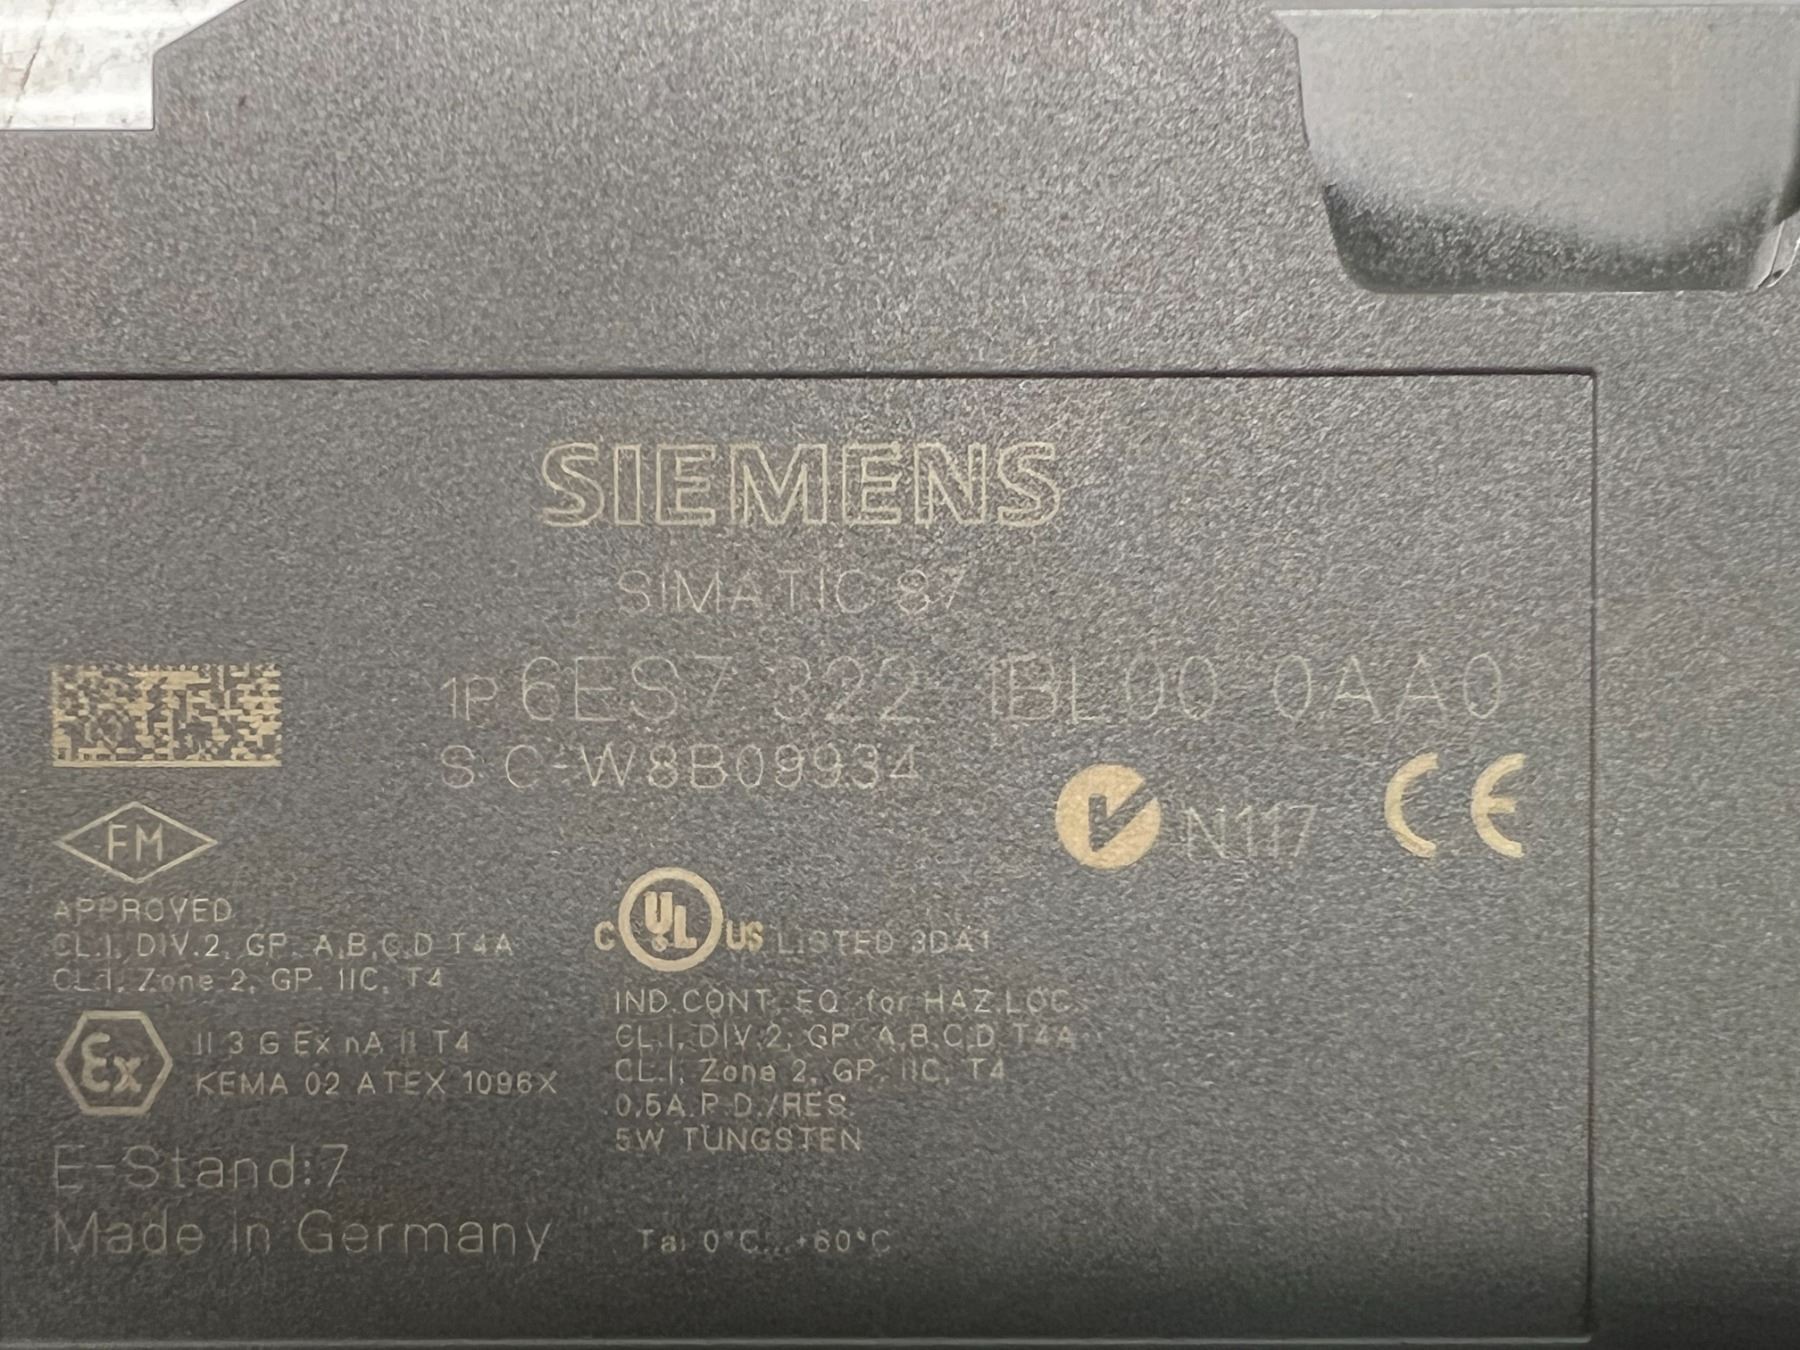 SIEMENS
SIMATIC S7
1P 6ES7 322-1BL00-0AA0
S C-W8B09934
N117 CE
FM
APPROVED
CL.I, DIV.2, GP. A,B,C,D T4A
CL.I, Zone 2, GP. IIC, T4
C UL US LISTED 3DA1
IND.CONT. EQ. for HAZ.LOC.
CL.I, DIV.2, GP. A,B,C,D T4A
CL.I, Zone 2, GP. IIC, T4
0,5A P.D./RES.
5W TUNGSTEN
Ex II 3 G Ex nA II T4
KEMA 02 ATEX 1096X
E-Stand:7
Made in Germany
Ta: 0°C...+60°C